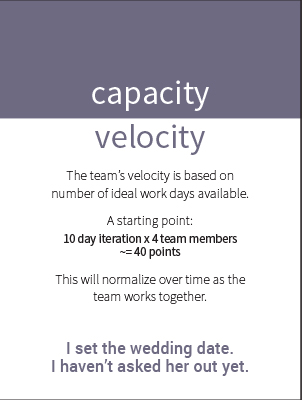 capacity
velocity
The team's velocity is based on
number of ideal work days available.
A starting point:
10 day iteration x 4 team members
~= 40 points
This will normalize over time as the
team works together.
I set the wedding date.
I haven't asked her out yet.